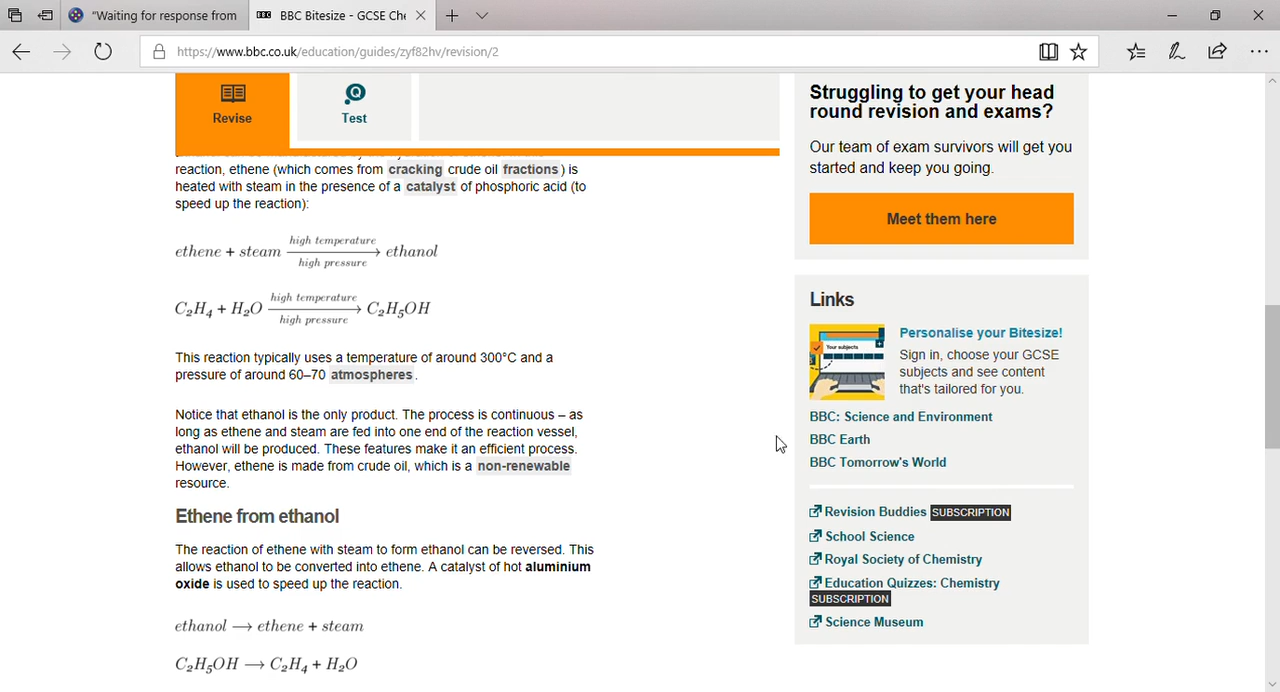 "Waiting for response from
BBC BBC Bitesize - GCSE Che
https://www.bbc.co.uk/education/guides/zyf82hv/revision/2
Revise
Test
reaction, ethene (which comes from cracking crude oil fractions) is
heated with steam in the presence of a catalyst of phosphoric acid (to
speed up the reaction):
ethene + steam high temperature high pressure ⟶ ethanol
C₂H₄ + H₂O high temperature high pressure ⟶ C₂H₅OH
This reaction typically uses a temperature of around 300°C and a
pressure of around 60–70 atmospheres.
Notice that ethanol is the only product. The process is continuous – as
long as ethene and steam are fed into one end of the reaction vessel,
ethanol will be produced. These features make it an efficient process.
However, ethene is made from crude oil, which is a non-renewable
resource.
Ethene from ethanol
The reaction of ethene with steam to form ethanol can be reversed. This
allows ethanol to be converted into ethene. A catalyst of hot aluminium
oxide is used to speed up the reaction.
ethanol ⟶ ethene + steam
C₂H₅OH ⟶ C₂H₄ + H₂O
Struggling to get your head
round revision and exams?
Our team of exam survivors will get you
started and keep you going.
Meet them here
Links
Your subjects
Personalise your Bitesize!
Sign in, choose your GCSE
subjects and see content
that's tailored for you.
BBC: Science and Environment
BBC Earth
BBC Tomorrow's World
Revision Buddies SUBSCRIPTION
School Science
Royal Society of Chemistry
Education Quizzes: Chemistry
SUBSCRIPTION
Science Museum